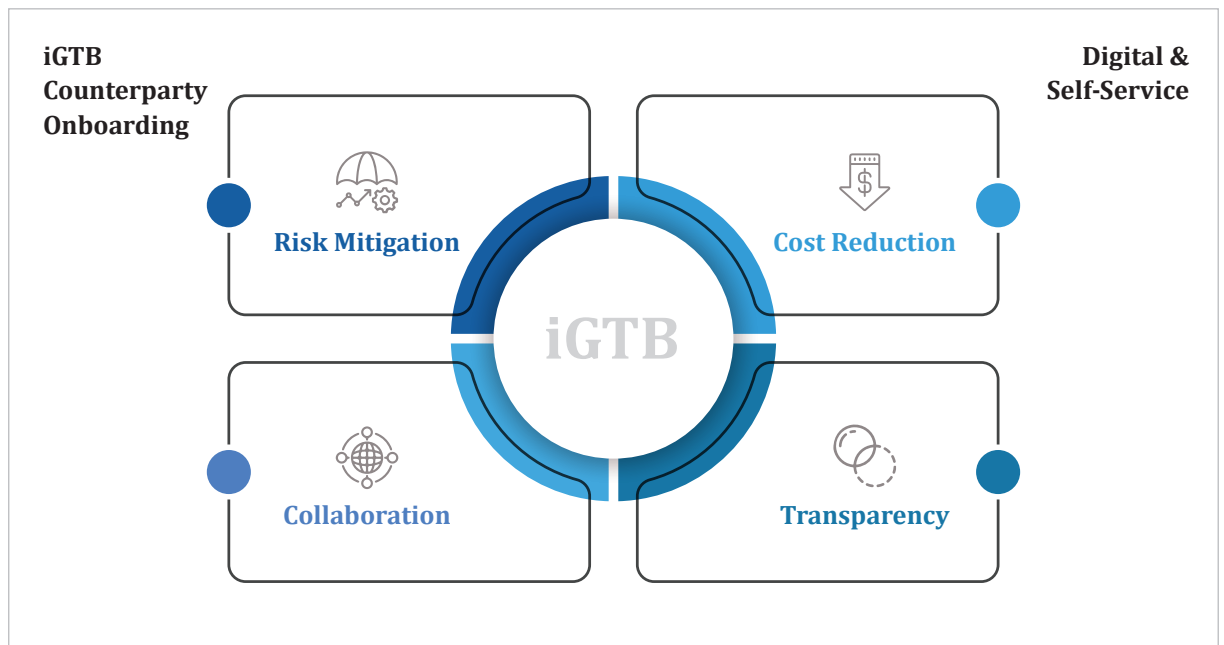 iGTB
Counterparty
Onboarding
Digital &
Self-Service
$
Risk Mitigation
Cost Reduction
iGTB
Collaboration
Transparency